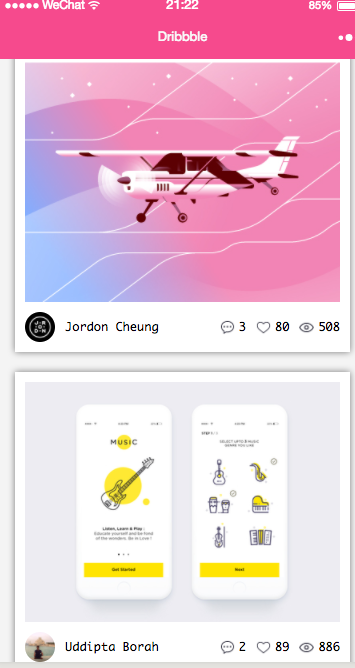 WeChat 21:22 85%
Dribbble
Jordon Cheung 3 80 508
MUSIC
Listen, Learn & Play :
Educate yourself and be fond
of the wonders. Be in Love !
Get Started
STEP 1
SELECT UPTO 3 MUSIC
GENRE YOU LIKE
Next
Uddipta Borah 2 89 886